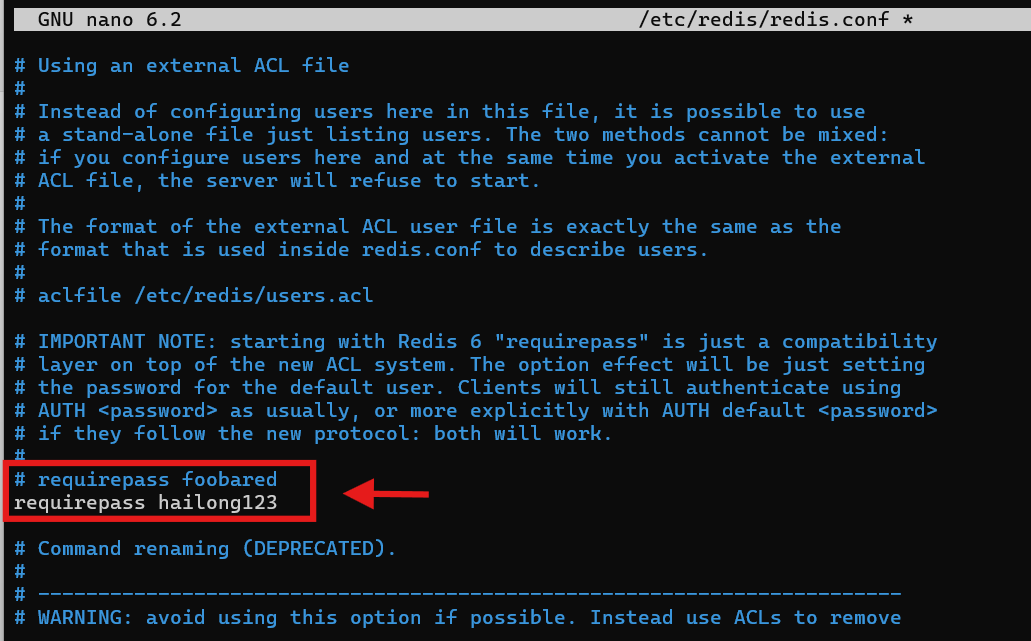 GNU nano 6.2 /etc/redis/redis.conf *
# Using an external ACL file
#
# Instead of configuring users here in this file, it is possible to use
# a stand-alone file just listing users. The two methods cannot be mixed:
# if you configure users here and at the same time you activate the external
# ACL file, the server will refuse to start.
#
# The format of the external ACL user file is exactly the same as the
# format that is used inside redis.conf to describe users.
#
# aclfile /etc/redis/users.acl
# IMPORTANT NOTE: starting with Redis 6 "requirepass" is just a compatibility
# layer on top of the new ACL system. The option effect will be just setting
# the password for the default user. Clients will still authenticate using
# AUTH <password> as usually, or more explicitly with AUTH default <password>
# if they follow the new protocol: both will work.
#
# requirepass foobared
requirepass hailong123
# Command renaming (DEPRECATED).
#
# ------------------------------------------------------------------------
# WARNING: avoid using this option if possible. Instead use ACLs to remove